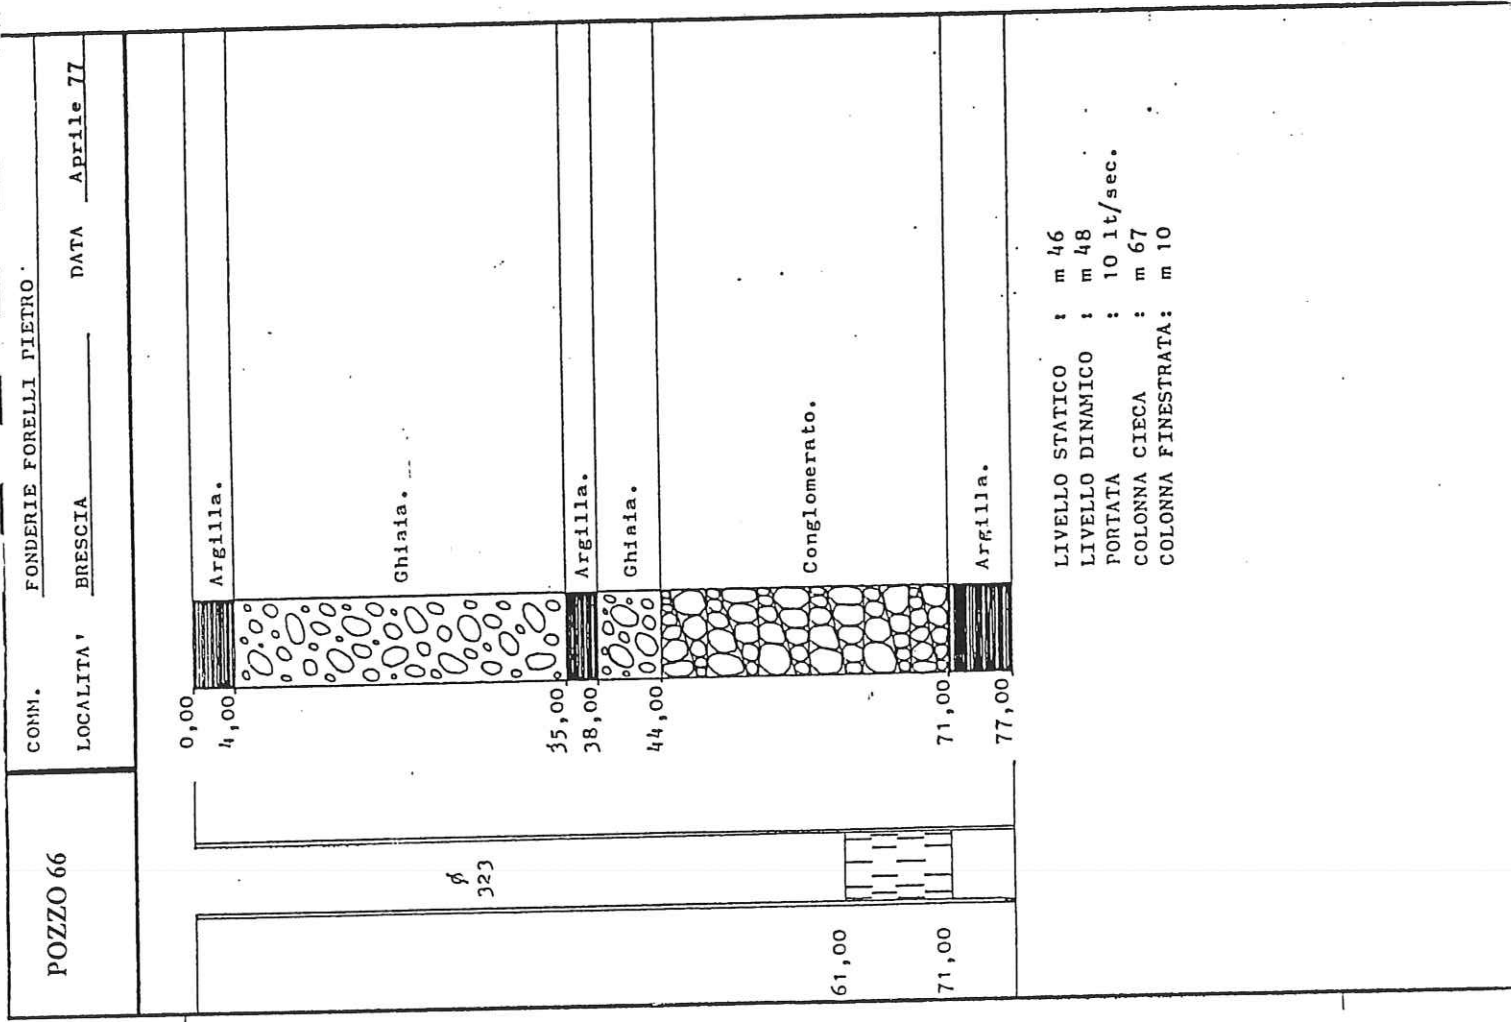 POZZO 66
COMM. FONDERIE FORELLI PIETRO
LOCALITA' BRESCIA DATA Aprile 77
0,00
4,00
35,00
38,00
44,00
71,00
77,00
Argilla.
Ghiaia.
Argilla.
Ghiaia.
Conglomerato.
Argilla.
ø
323
61,00
71,00
LIVELLO STATICO : m 46
LIVELLO DINAMICO : m 48
PORTATA : 10 lt/sec.
COLONNA CIECA : m 67
COLONNA FINESTRATA: m 10